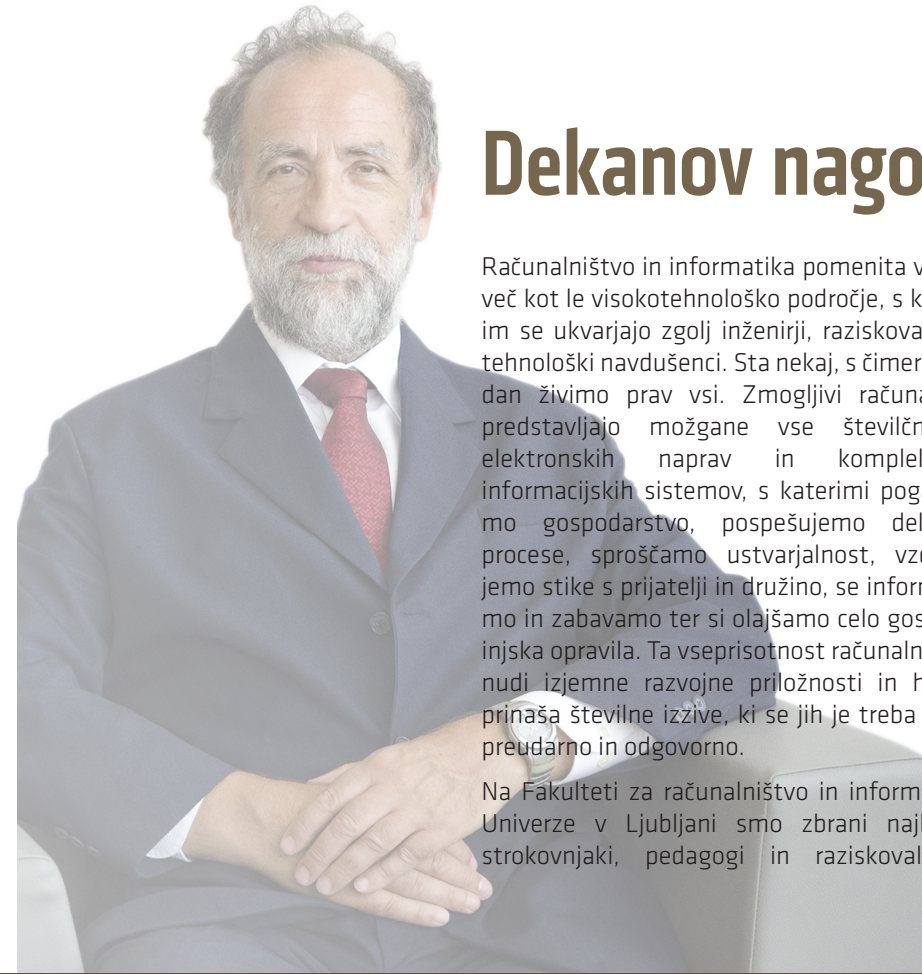 Dekanov nago
Računalništvo in informatika pomenita v
več kot le visokotehnološko področje, s k
im se ukvarjajo zgolj inženirji, raziskova
tehnološki navdušenci. Sta nekaj, s čimer
dan živimo prav vsi. Zmogljivi računa
predstavljajo možgane vse številčn
elektronskih naprav in komplek
informacijskih sistemov, s katerimi pog
mo gospodarstvo, pospešujemo del
procese, sproščamo ustvarjalnost, vzd
jemo stike s prijatelji in družino, se inform
mo in zabavamo ter si olajšamo celo gos
injska opravila. Ta vseprisotnost računaln
nudi izjemne razvojne priložnosti in h
prinaša številne izzive, ki se jih je treba
preudarno in odgovorno.
Na Fakulteti za računalništvo in inform
Univerze v Ljubljani smo zbrani najb
strokovnjaki, pedagogi in raziskoval